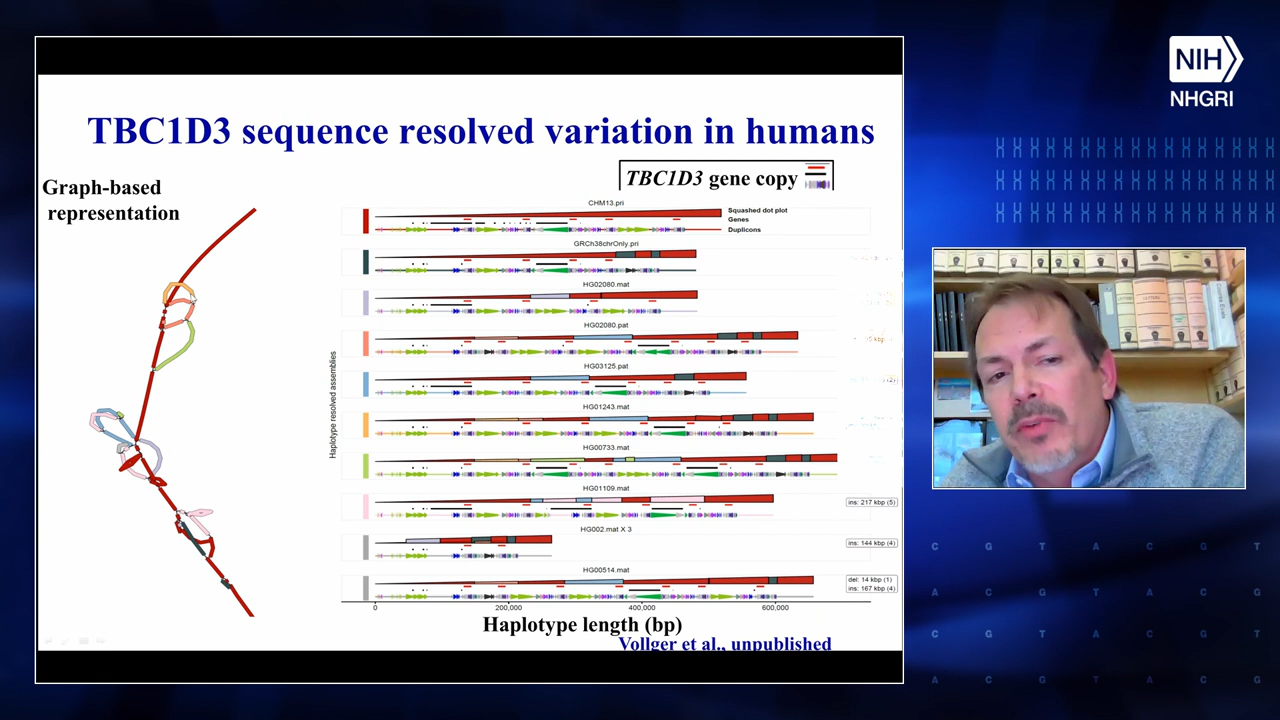 NIH
NHGRI
TBC1D3 sequence resolved variation in humans
Graph-based
representation
TBC1D3 gene copy
CHM13.pri
Squashed dot plot
Genes
Duplicons
GRCh38chrOnly.pri
HG02080.mat
HG02080.pat
HG03125.pat
HG01243.mat
HG00733.mat
HG01109.mat
ins: 217 kbp (5)
HG002.mat X 3
ins: 144 kbp (4)
HG00514.mat
del: 14 kbp (1)
ins: 167 kbp (4)
Haplotype resolved assemblies
0 200,000 400,000 600,000
Haplotype length (bp)
Vollger et al., unpublished
C G T A C T G
A C G T A C G
C G T A C T G
A C G T A C G